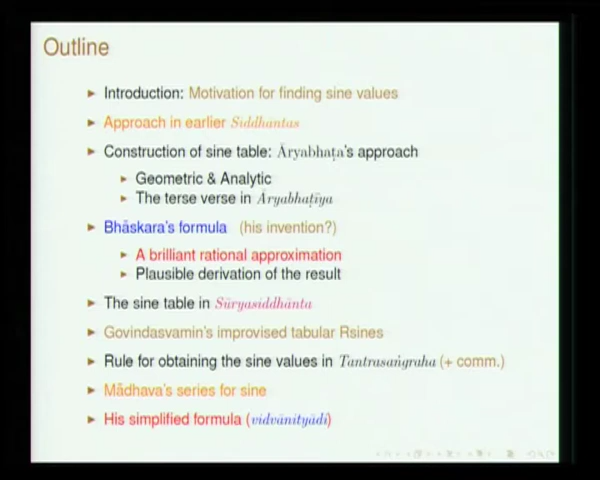 Outline
Introduction: Motivation for finding sine values
Approach in earlier Siddhāntas
Construction of sine table: Āryabhaṭa's approach
Geometric & Analytic
The terse verse in Āryabhaṭīya
Bhāskara's formula (his invention?)
A brilliant rational approximation
Plausible derivation of the result
The sine table in Sūryasiddhānta
Govindasvamin's improvised tabular Rsines
Rule for obtaining the sine values in Tantrasaṅgraha (+ comm.)
Mādhava's series for sine
His simplified formula (vidvānityādi)